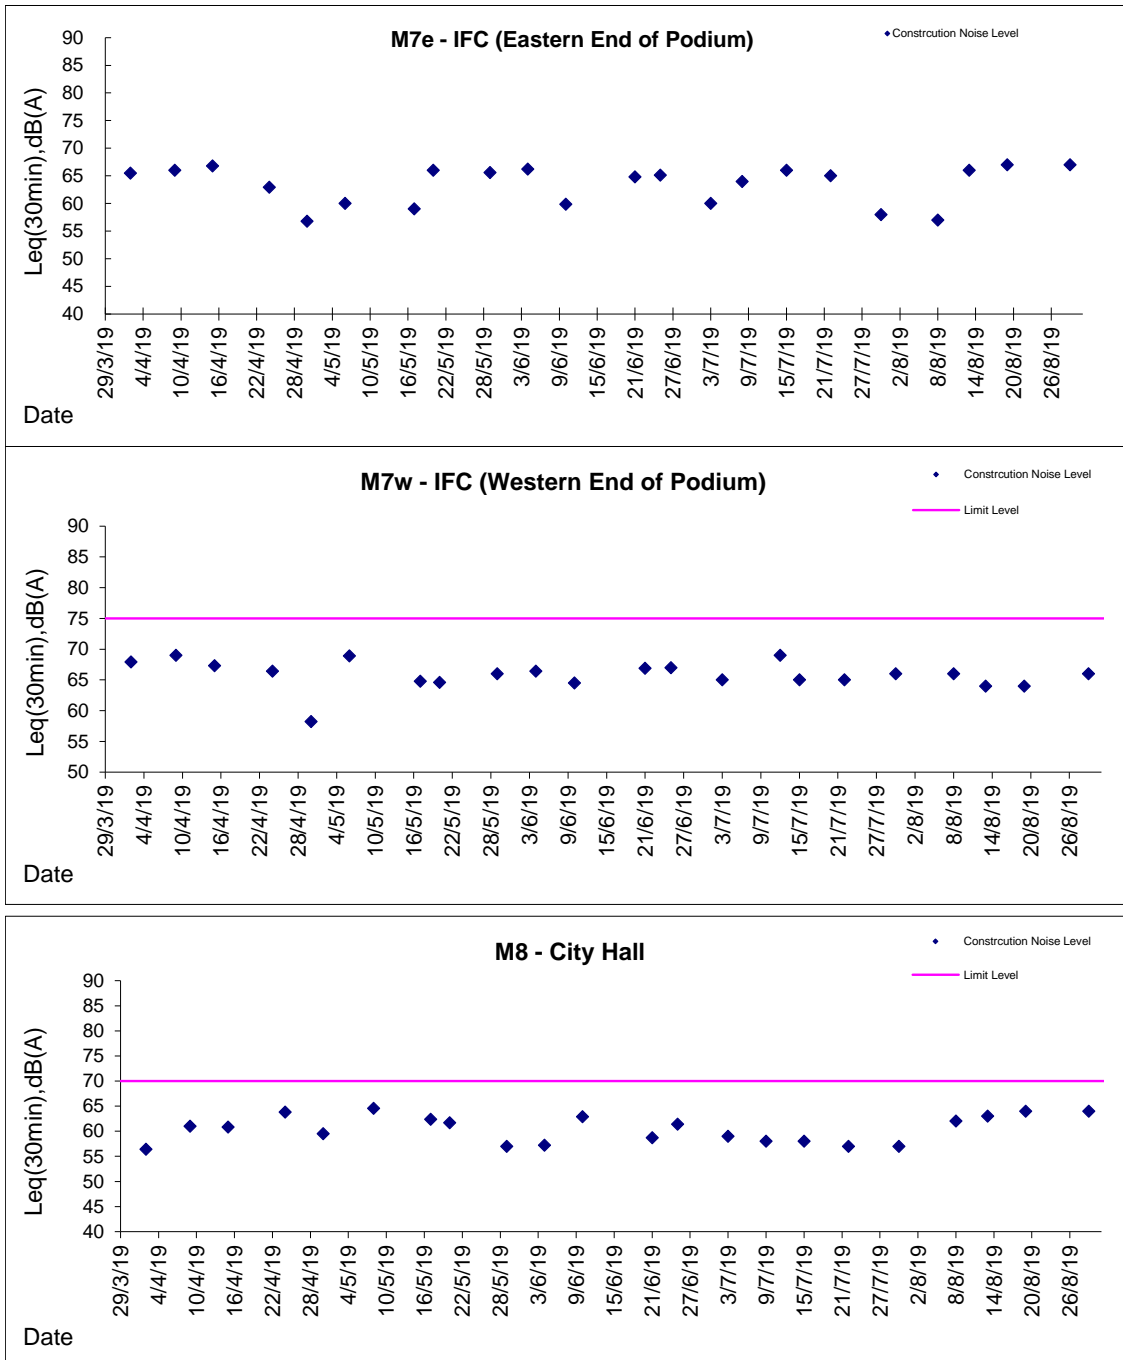 M7e - IFC (Eastern End of Podium)
Constrcution Noise Level
Leq(30min),dB(A)
90
85
80
75
70
65
60
55
50
45
40
29/3/19 4/4/19 10/4/19 16/4/19 22/4/19 28/4/19 4/5/19 10/5/19 16/5/19 22/5/19 28/5/19 3/6/19 9/6/19 15/6/19 21/6/19 27/6/19 3/7/19 9/7/19 15/7/19 21/7/19 27/7/19 2/8/19 8/8/19 14/8/19 20/8/19 26/8/19
Date
M7w - IFC (Western End of Podium)
Constrcution Noise Level
Limit Level
Leq(30min),dB(A)
90
85
80
75
70
65
60
55
50
29/3/19 4/4/19 10/4/19 16/4/19 22/4/19 28/4/19 4/5/19 10/5/19 16/5/19 22/5/19 28/5/19 3/6/19 9/6/19 15/6/19 21/6/19 27/6/19 3/7/19 9/7/19 15/7/19 21/7/19 27/7/19 2/8/19 8/8/19 14/8/19 20/8/19 26/8/19
Date
M8 - City Hall
Constrcution Noise Level
Limit Level
Leq(30min),dB(A)
90
85
80
75
70
65
60
55
50
45
40
29/3/19 4/4/19 10/4/19 16/4/19 22/4/19 28/4/19 4/5/19 10/5/19 16/5/19 22/5/19 28/5/19 3/6/19 9/6/19 15/6/19 21/6/19 27/6/19 3/7/19 9/7/19 15/7/19 21/7/19 27/7/19 2/8/19 8/8/19 14/8/19 20/8/19 26/8/19
Date